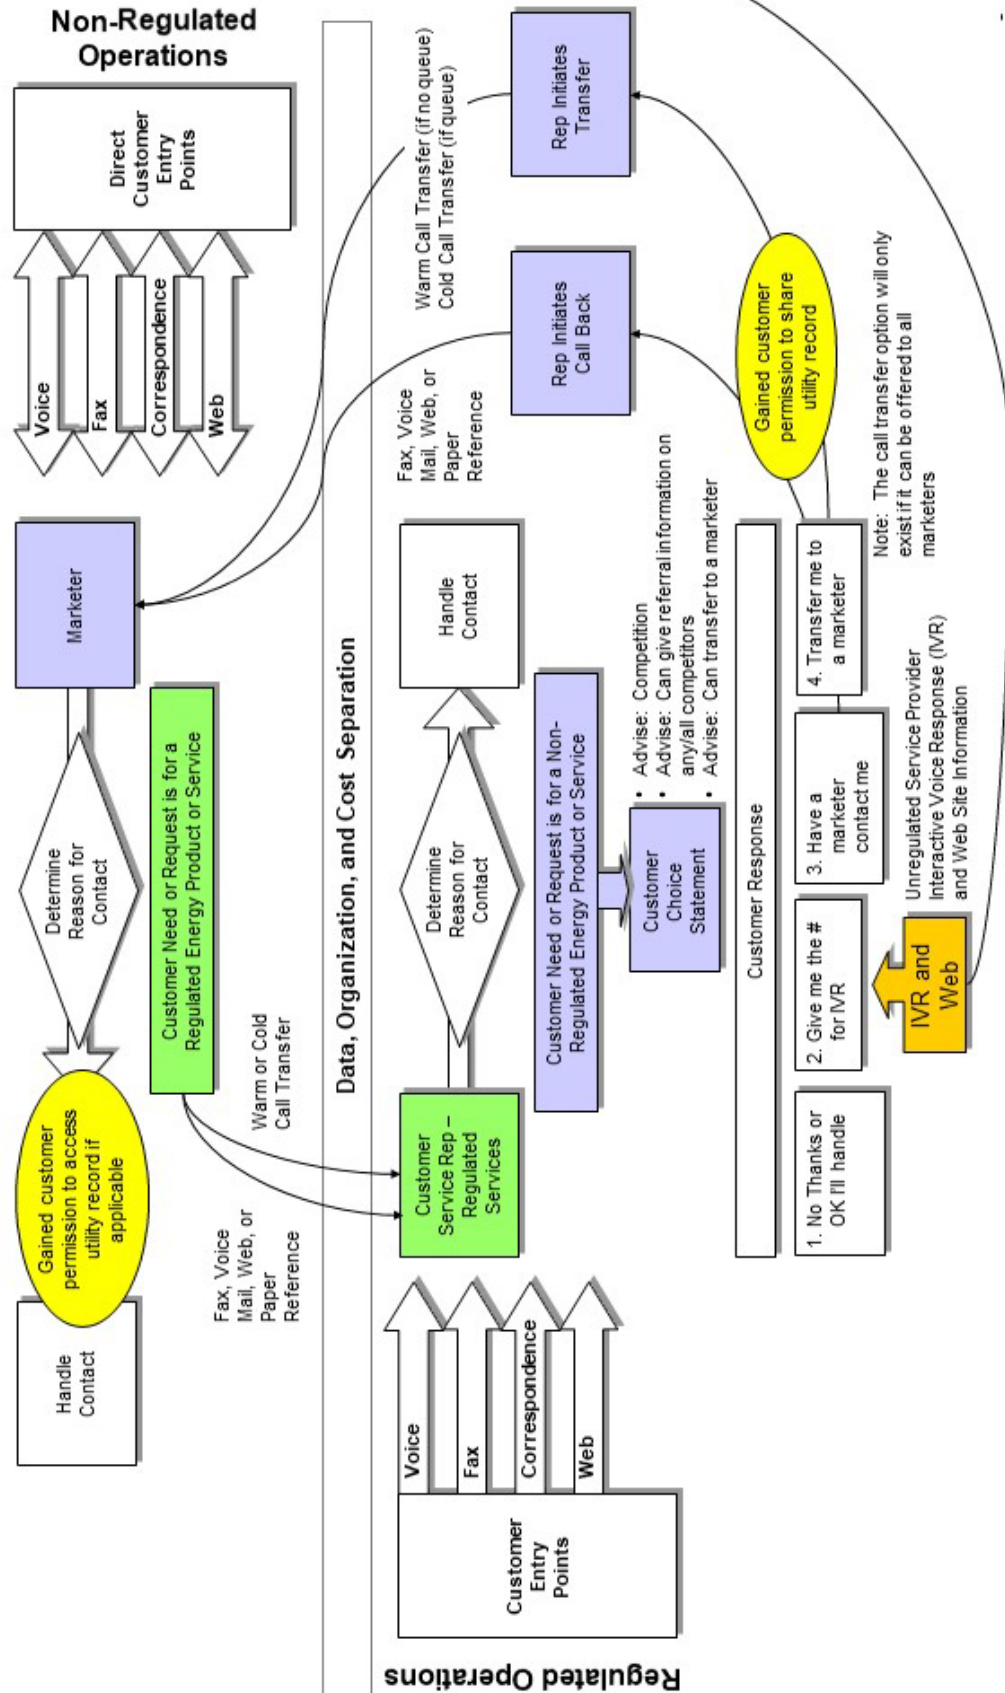 Non-Regulated
Operations
Handle
Contact
Gained customer
permission to access
utility record if
applicable
Determine
Reason for
Contact
Marketer
Voice
Fax
Correspondence
Web
Direct
Customer
Entry
Points
Customer Need or Request is for a
Regulated Energy Product or Service
Fax, Voice
Mail, Web, or
Paper
Reference
Warm or Cold
Call Transfer
Data, Organization, and Cost Separation
Regulated Operations
Customer
Entry
Points
Voice
Fax
Correspondence
Web
Customer
Service Rep –
Regulated
Services
Determine
Reason for
Contact
Handle
Contact
Fax, Voice
Mail, Web, or
Paper
Reference
Warm Call Transfer (if no queue)
Cold Call Transfer (if queue)
Customer Need or Request is for a Non-
Regulated Energy Product or Service
Customer
Choice
Statement
• Advise: Competition
• Advise: Can give referral information on
any/all competitors
• Advise: Can transfer to a marketer
Rep Initiates
Call Back
Rep Initiates
Transfer
Customer Response
1. No Thanks or
OK I'll handle
2. Give me the #
for IVR
3. Have a
marketer
contact me
4. Transfer me to
a marketer
Gained customer
permission to share
utility record
IVR and
Web
Unregulated Service Provider
Interactive Voice Response (IVR)
and Web Site Information
Note: The call transfer option will only
exist if it can be offered to all
marketers
-